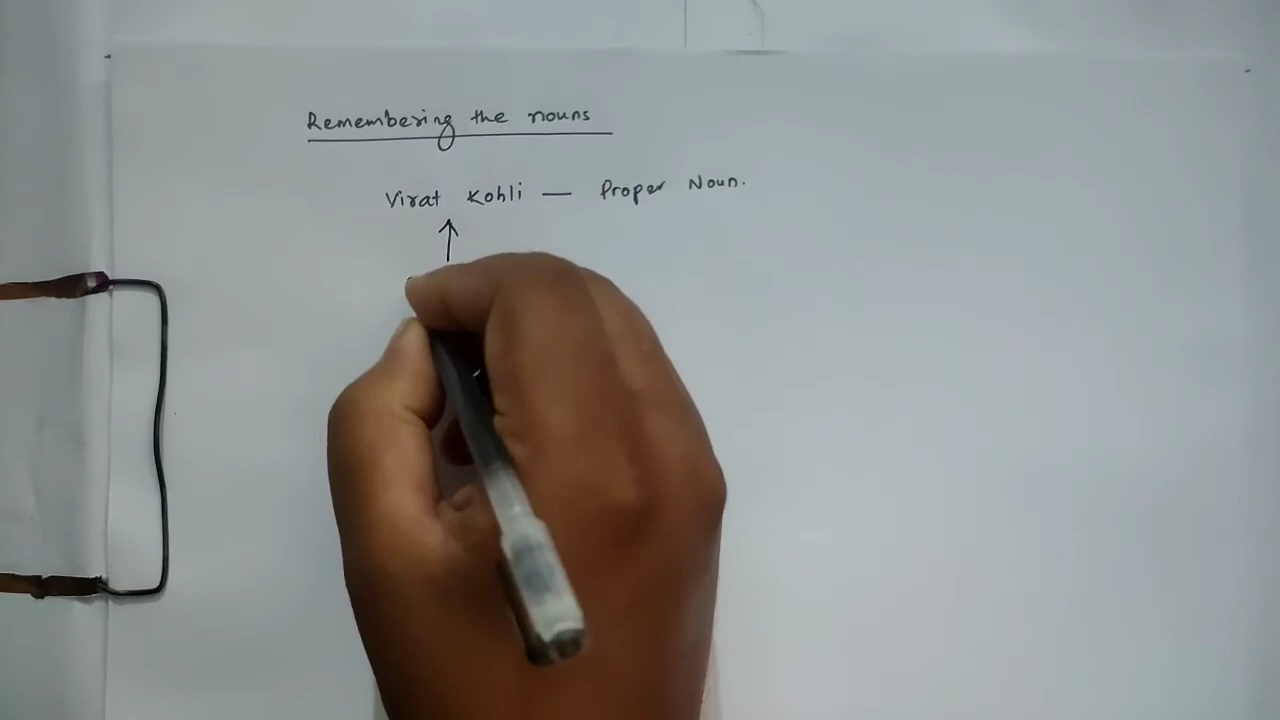 Remembering the nouns
Virat Kohli — Proper Noun.